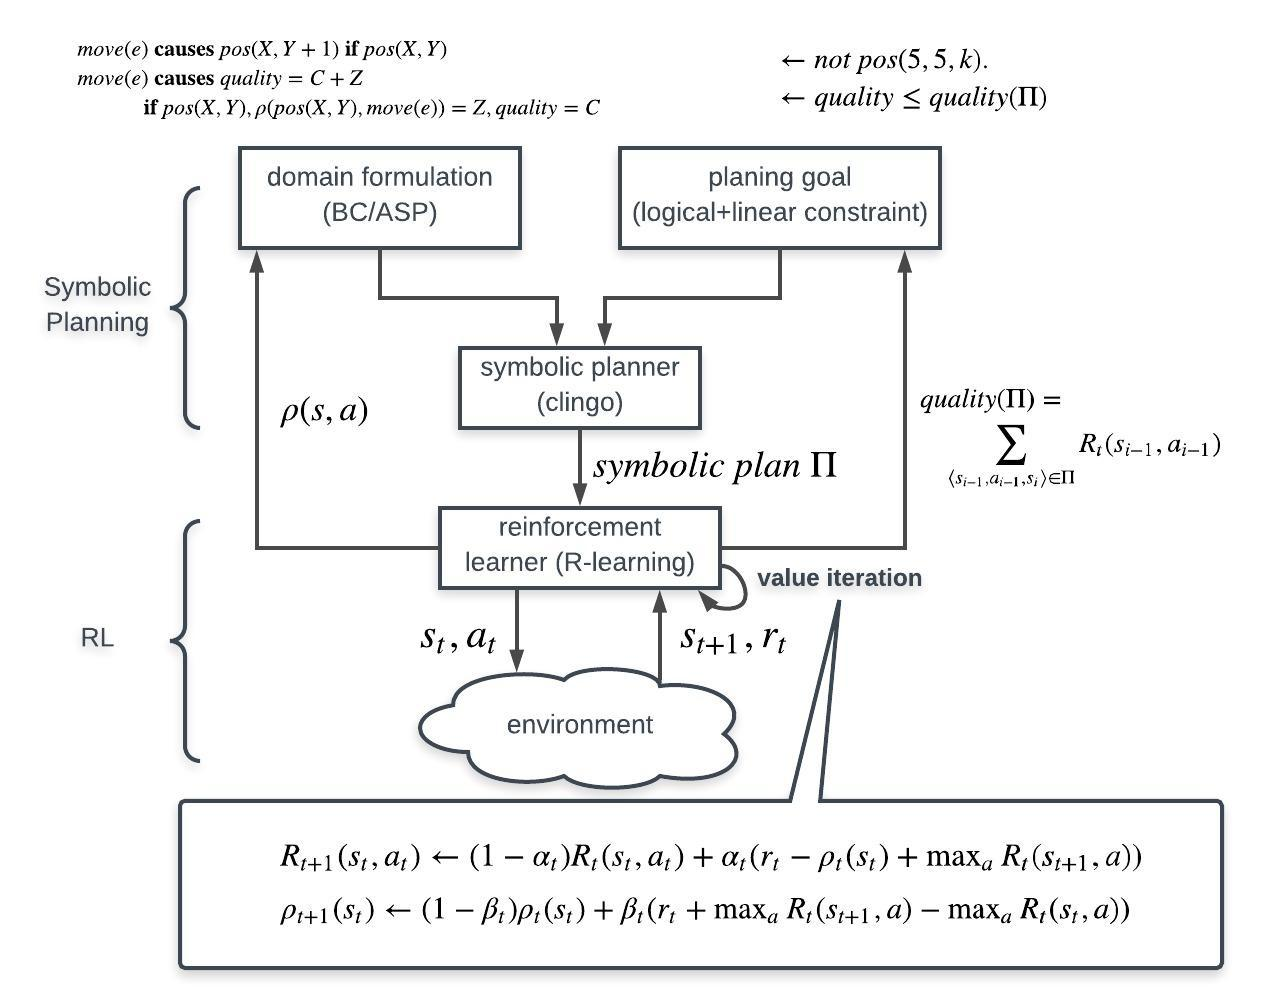 move(e) causes pos(X, Y + 1) if pos(X, Y)
move(e) causes quality = C + Z
if pos(X, Y), ρ(pos(X, Y), move(e)) = Z, quality = C
← not pos(5, 5, k).
← quality ≤ quality(Π)
domain formulation
(BC/ASP)
planing goal
(logical+linear constraint)
Symbolic
Planning
symbolic planner
(clingo)
ρ(s, a)
quality(Π) =
∑ R_t(s_{i−1}, a_{i−1})
⟨s_{i−1},a_{i−1},s_i⟩∈Π
symbolic plan Π
reinforcement
learner (R-learning)
value iteration
RL
s_t, a_t
s_{t+1}, r_t
environment
R_{t+1}(s_t, a_t) ← (1 − α_t)R_t(s_t, a_t) + α_t(r_t − ρ_t(s_t) + max_a R_t(s_{t+1}, a))
ρ_{t+1}(s_t) ← (1 − β_t)ρ_t(s_t) + β_t(r_t + max_a R_t(s_{t+1}, a) − max_a R_t(s_t, a))